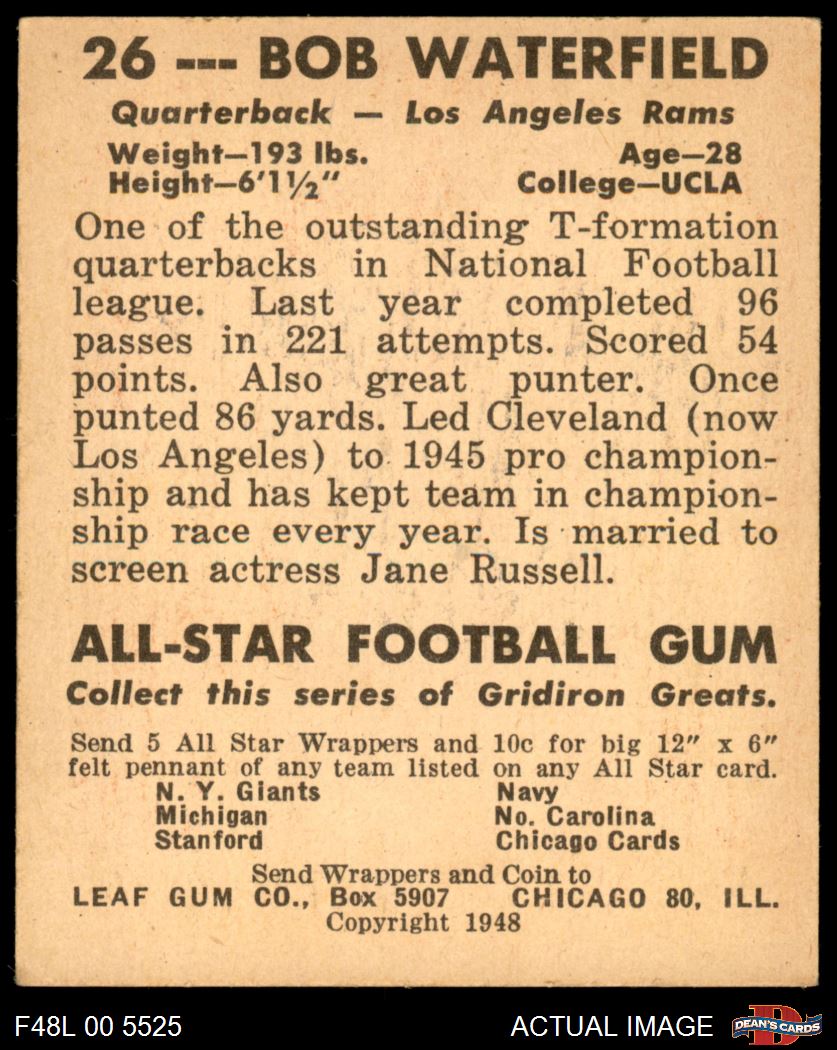 26 --- BOB WATERFIELD
Quarterback — Los Angeles Rams
Weight—193 lbs. Age—28
Height—6'1½" College—UCLA
One of the outstanding T-formation
quarterbacks in National Football
league. Last year completed 96
passes in 221 attempts. Scored 54
points. Also great punter. Once
punted 86 yards. Led Cleveland (now
Los Angeles) to 1945 pro champion-
ship and has kept team in champion-
ship race every year. Is married to
screen actress Jane Russell.
ALL-STAR FOOTBALL GUM
Collect this series of Gridiron Greats.
Send 5 All Star Wrappers and 10c for big 12" x 6"
felt pennant of any team listed on any All Star card.
N. Y. Giants Navy
Michigan No. Carolina
Stanford Chicago Cards
Send Wrappers and Coin to
LEAF GUM CO., Box 5907 CHICAGO 80, ILL.
Copyright 1948
F48L 00 5525 ACTUAL IMAGE D DEAN'S CARDS